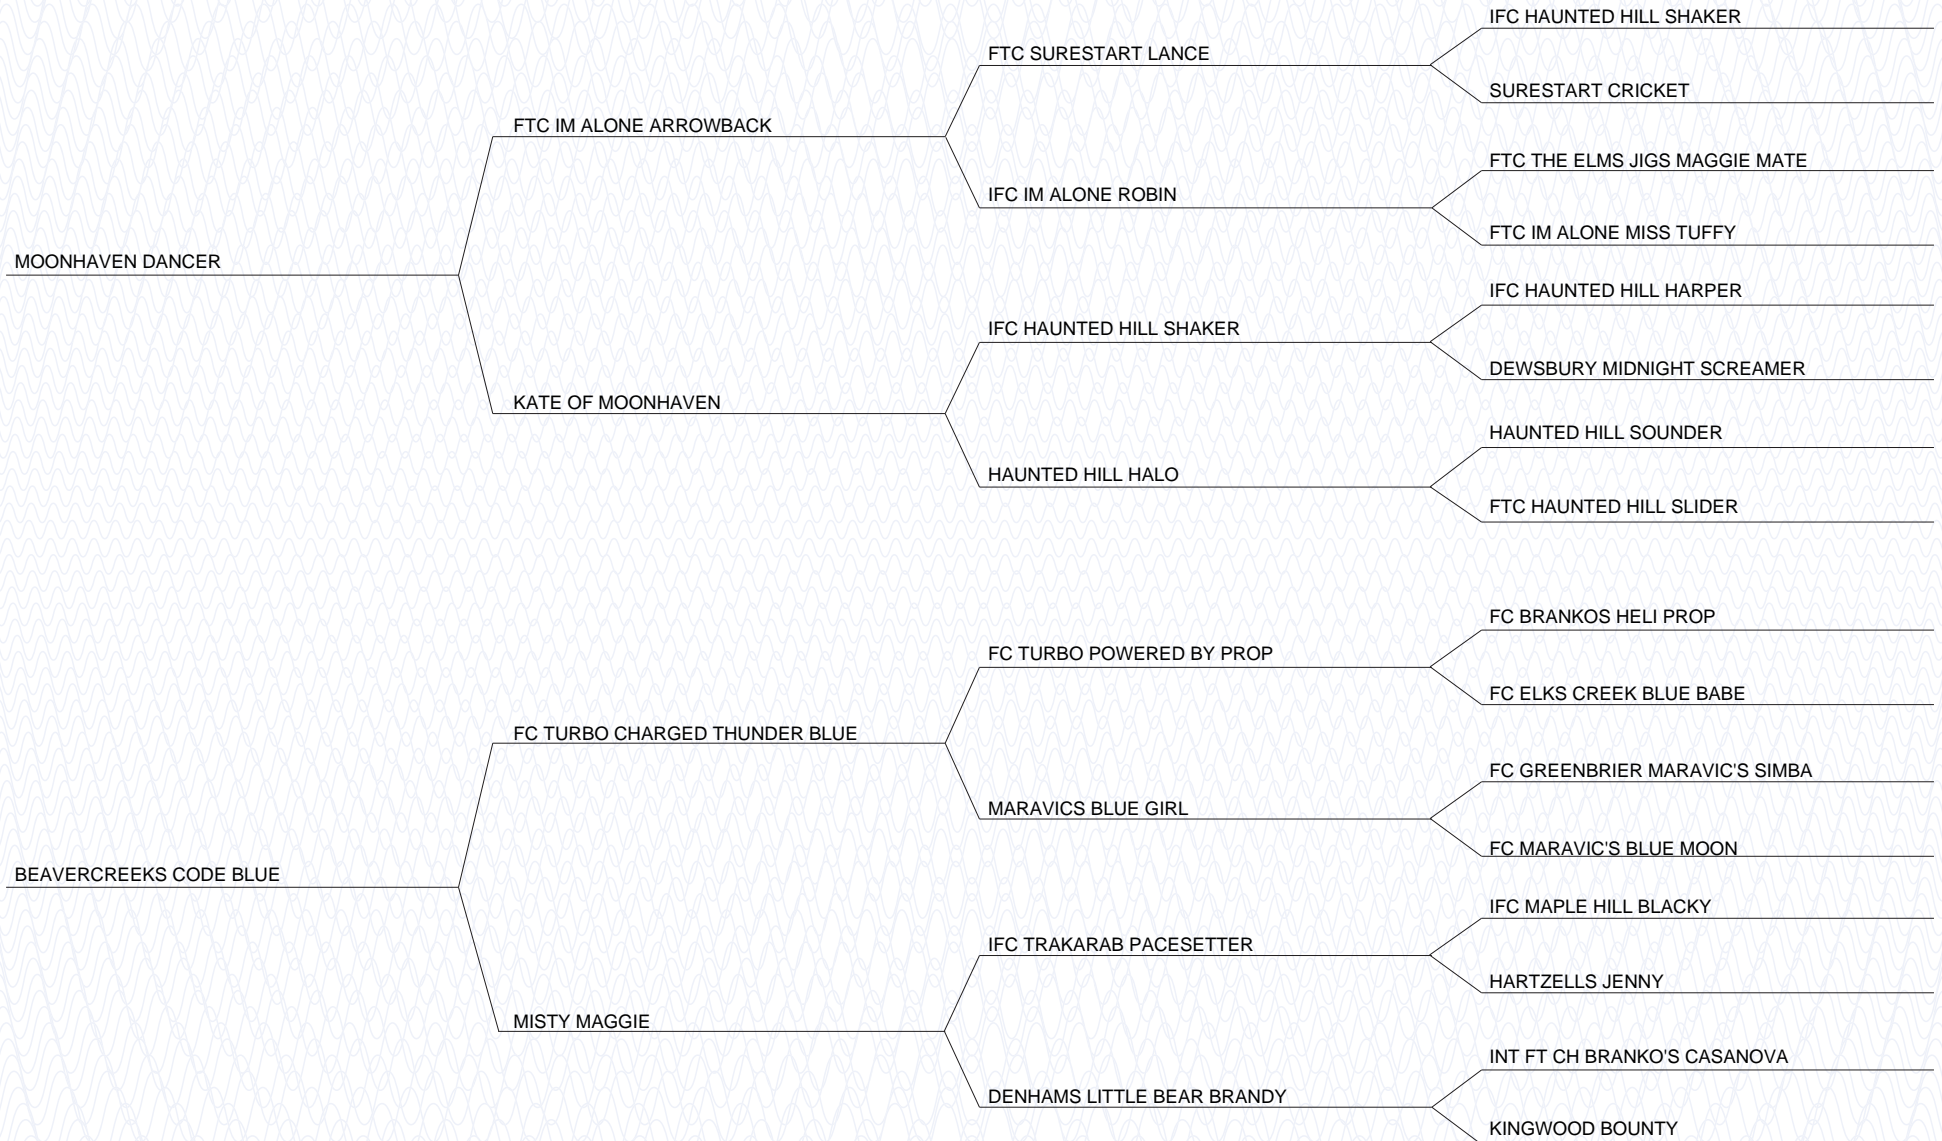 IFC HAUNTED HILL SHAKER
FTC SURESTART LANCE
SURESTART CRICKET
FTC IM ALONE ARROWBACK
FTC THE ELMS JIGS MAGGIE MATE
IFC IM ALONE ROBIN
FTC IM ALONE MISS TUFFY
MOONHAVEN DANCER
IFC HAUNTED HILL HARPER
IFC HAUNTED HILL SHAKER
DEWSBURY MIDNIGHT SCREAMER
KATE OF MOONHAVEN
HAUNTED HILL SOUNDER
HAUNTED HILL HALO
FTC HAUNTED HILL SLIDER
FC BRANKOS HELI PROP
FC TURBO POWERED BY PROP
FC ELKS CREEK BLUE BABE
FC TURBO CHARGED THUNDER BLUE
FC GREENBRIER MARAVIC'S SIMBA
MARAVICS BLUE GIRL
FC MARAVIC'S BLUE MOON
BEAVERCREEKS CODE BLUE
IFC MAPLE HILL BLACKY
IFC TRAKARAB PACESETTER
HARTZELLS JENNY
MISTY MAGGIE
INT FT CH BRANKO'S CASANOVA
DENHAMS LITTLE BEAR BRANDY
KINGWOOD BOUNTY